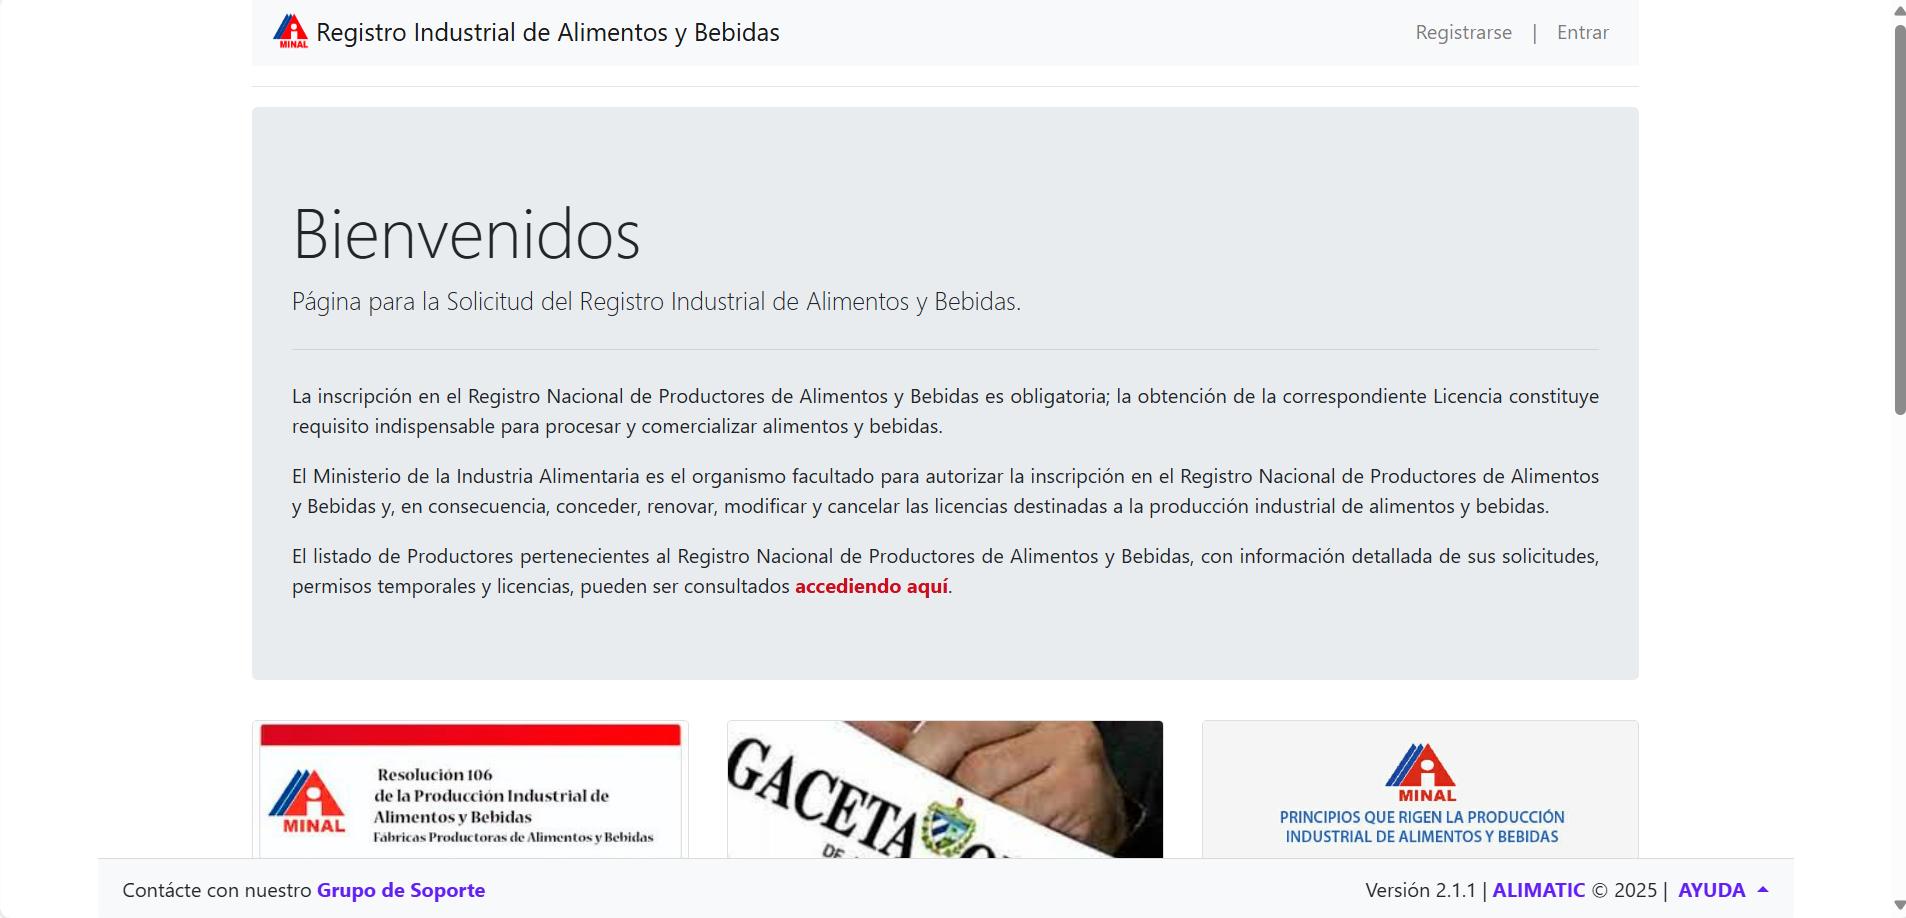 MINAL
Registro Industrial de Alimentos y Bebidas
Registrarse | Entrar
Bienvenidos
Página para la Solicitud del Registro Industrial de Alimentos y Bebidas.
La inscripción en el Registro Nacional de Productores de Alimentos y Bebidas es obligatoria; la obtención de la correspondiente Licencia constituye
requisito indispensable para procesar y comercializar alimentos y bebidas.
El Ministerio de la Industria Alimentaria es el organismo facultado para autorizar la inscripción en el Registro Nacional de Productores de Alimentos
y Bebidas y, en consecuencia, conceder, renovar, modificar y cancelar las licencias destinadas a la producción industrial de alimentos y bebidas.
El listado de Productores pertenecientes al Registro Nacional de Productores de Alimentos y Bebidas, con información detallada de sus solicitudes,
permisos temporales y licencias, pueden ser consultados accediendo aquí.
MINAL
Resolución 106
de la Producción Industrial de
Alimentos y Bebidas
Fábricas Productoras de Alimentos y Bebidas
GACETA
DE
MINAL
PRINCIPIOS QUE RIGEN LA PRODUCCIÓN
INDUSTRIAL DE ALIMENTOS Y BEBIDAS
Contácte con nuestro Grupo de Soporte
Versión 2.1.1 | ALIMATIC © 2025 | AYUDA